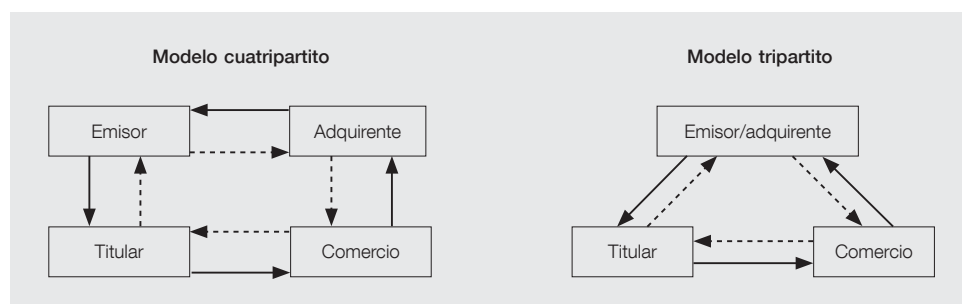 Modelo cuatripartito
Emisor
Adquirente
Titular
Comercio
Modelo tripartito
Emisor/adquirente
Titular
Comercio